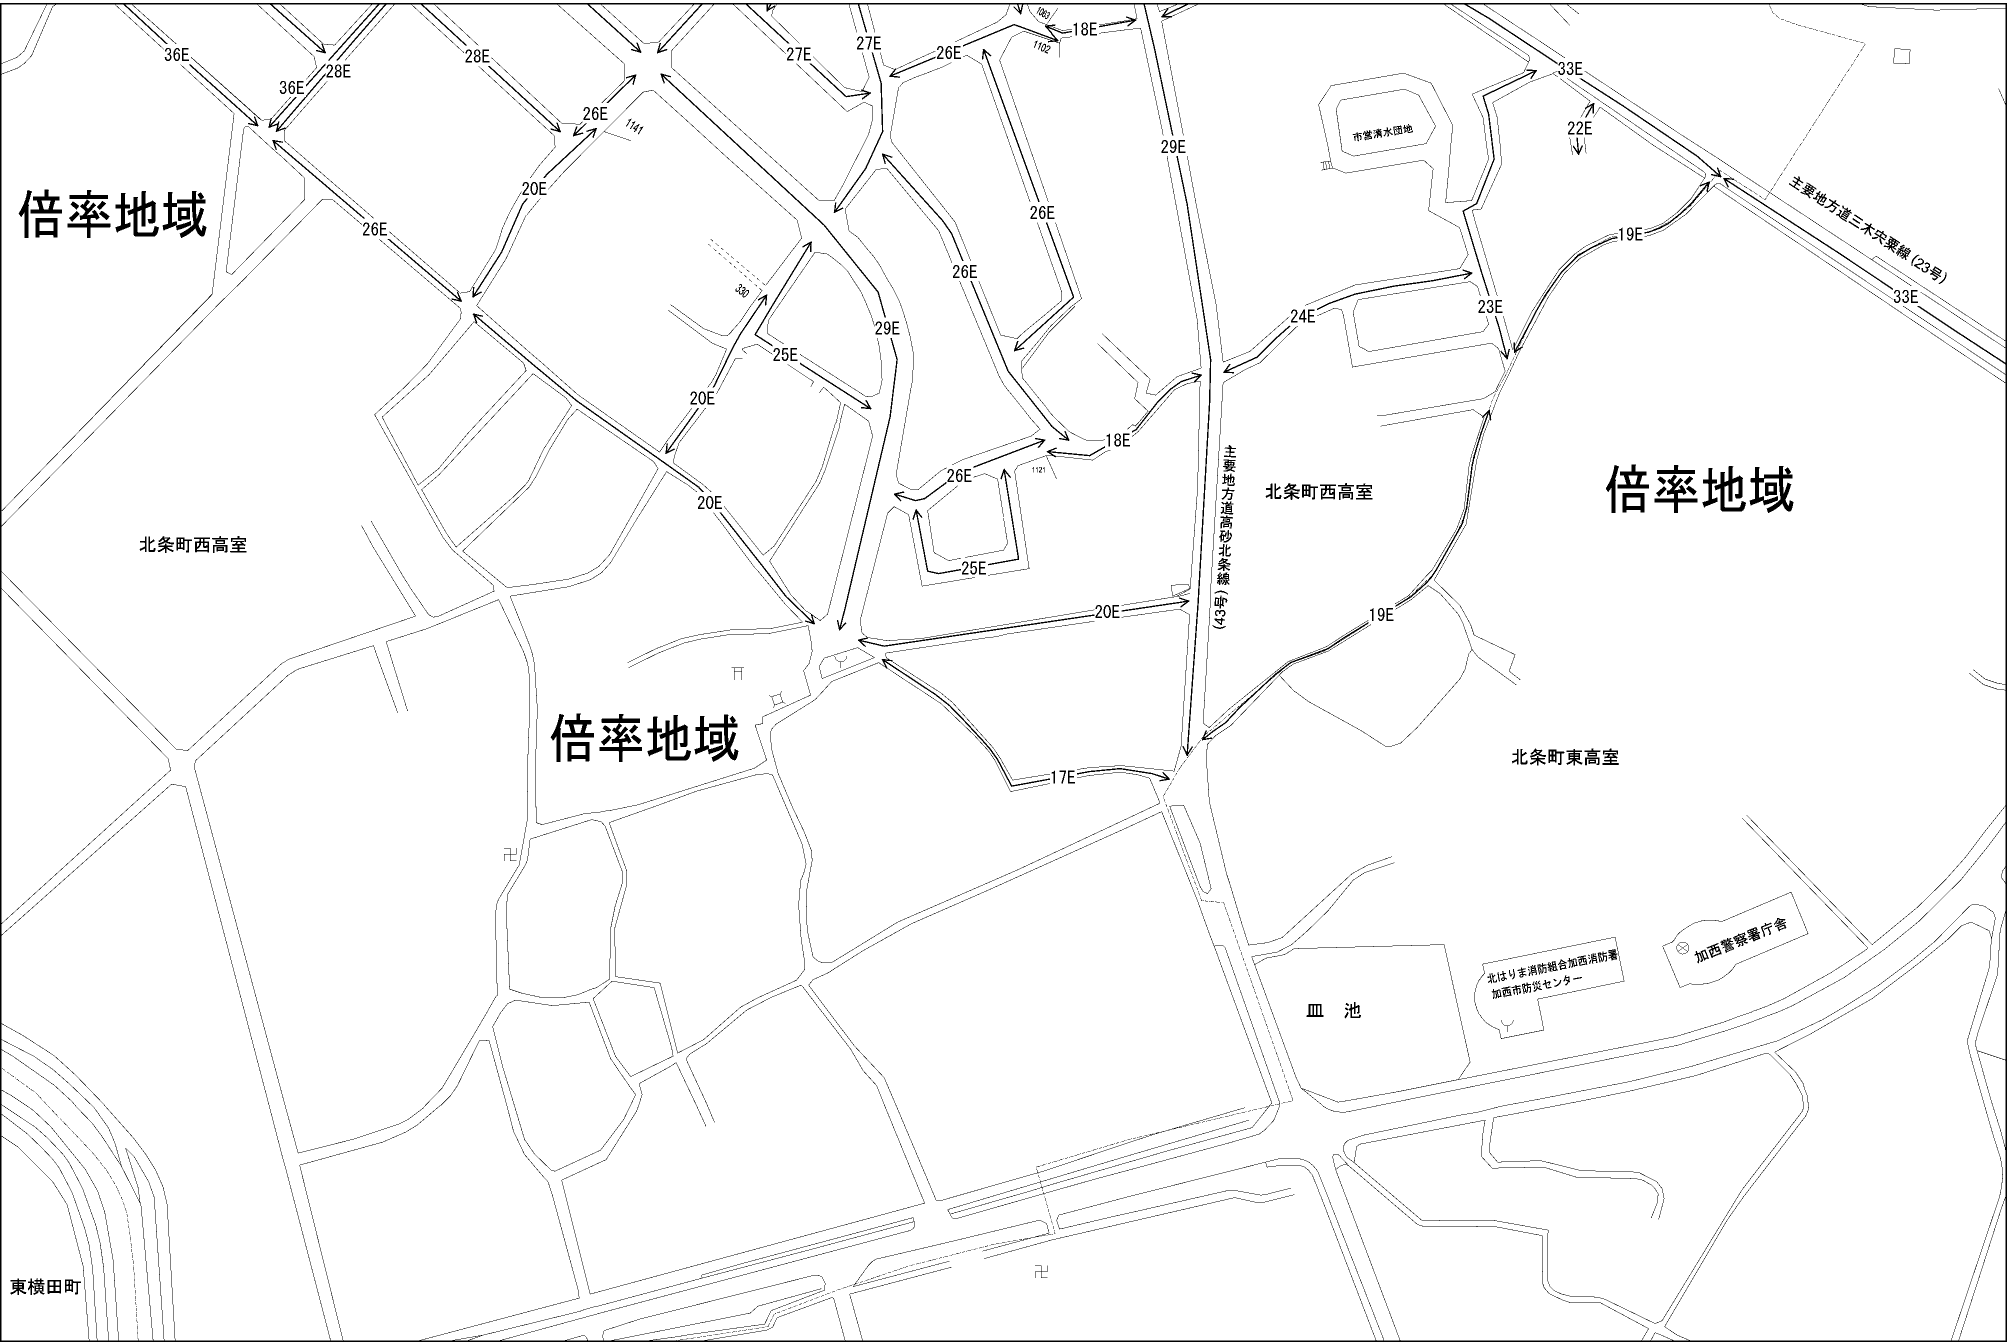 1063
18E
27E
26E
1102
27E
36E
28E
28E
33E
36E
26E
1141
22E
市営清水団地
29E
主要地方道三木宍粟線(23号)
20E
倍率地域
26E
26E
19E
26E
330
33E
23E
24E
29E
25E
20E
18E
主要地方道高砂北条線(43号)
1121
26E
北条町西高室
倍率地域
20E
北条町西高室
25E
20E
19E
倍率地域
北条町東高室
17E
加西警察署庁舎
北はりま消防組合加西消防署
加西市防災センター
皿　池
東横田町